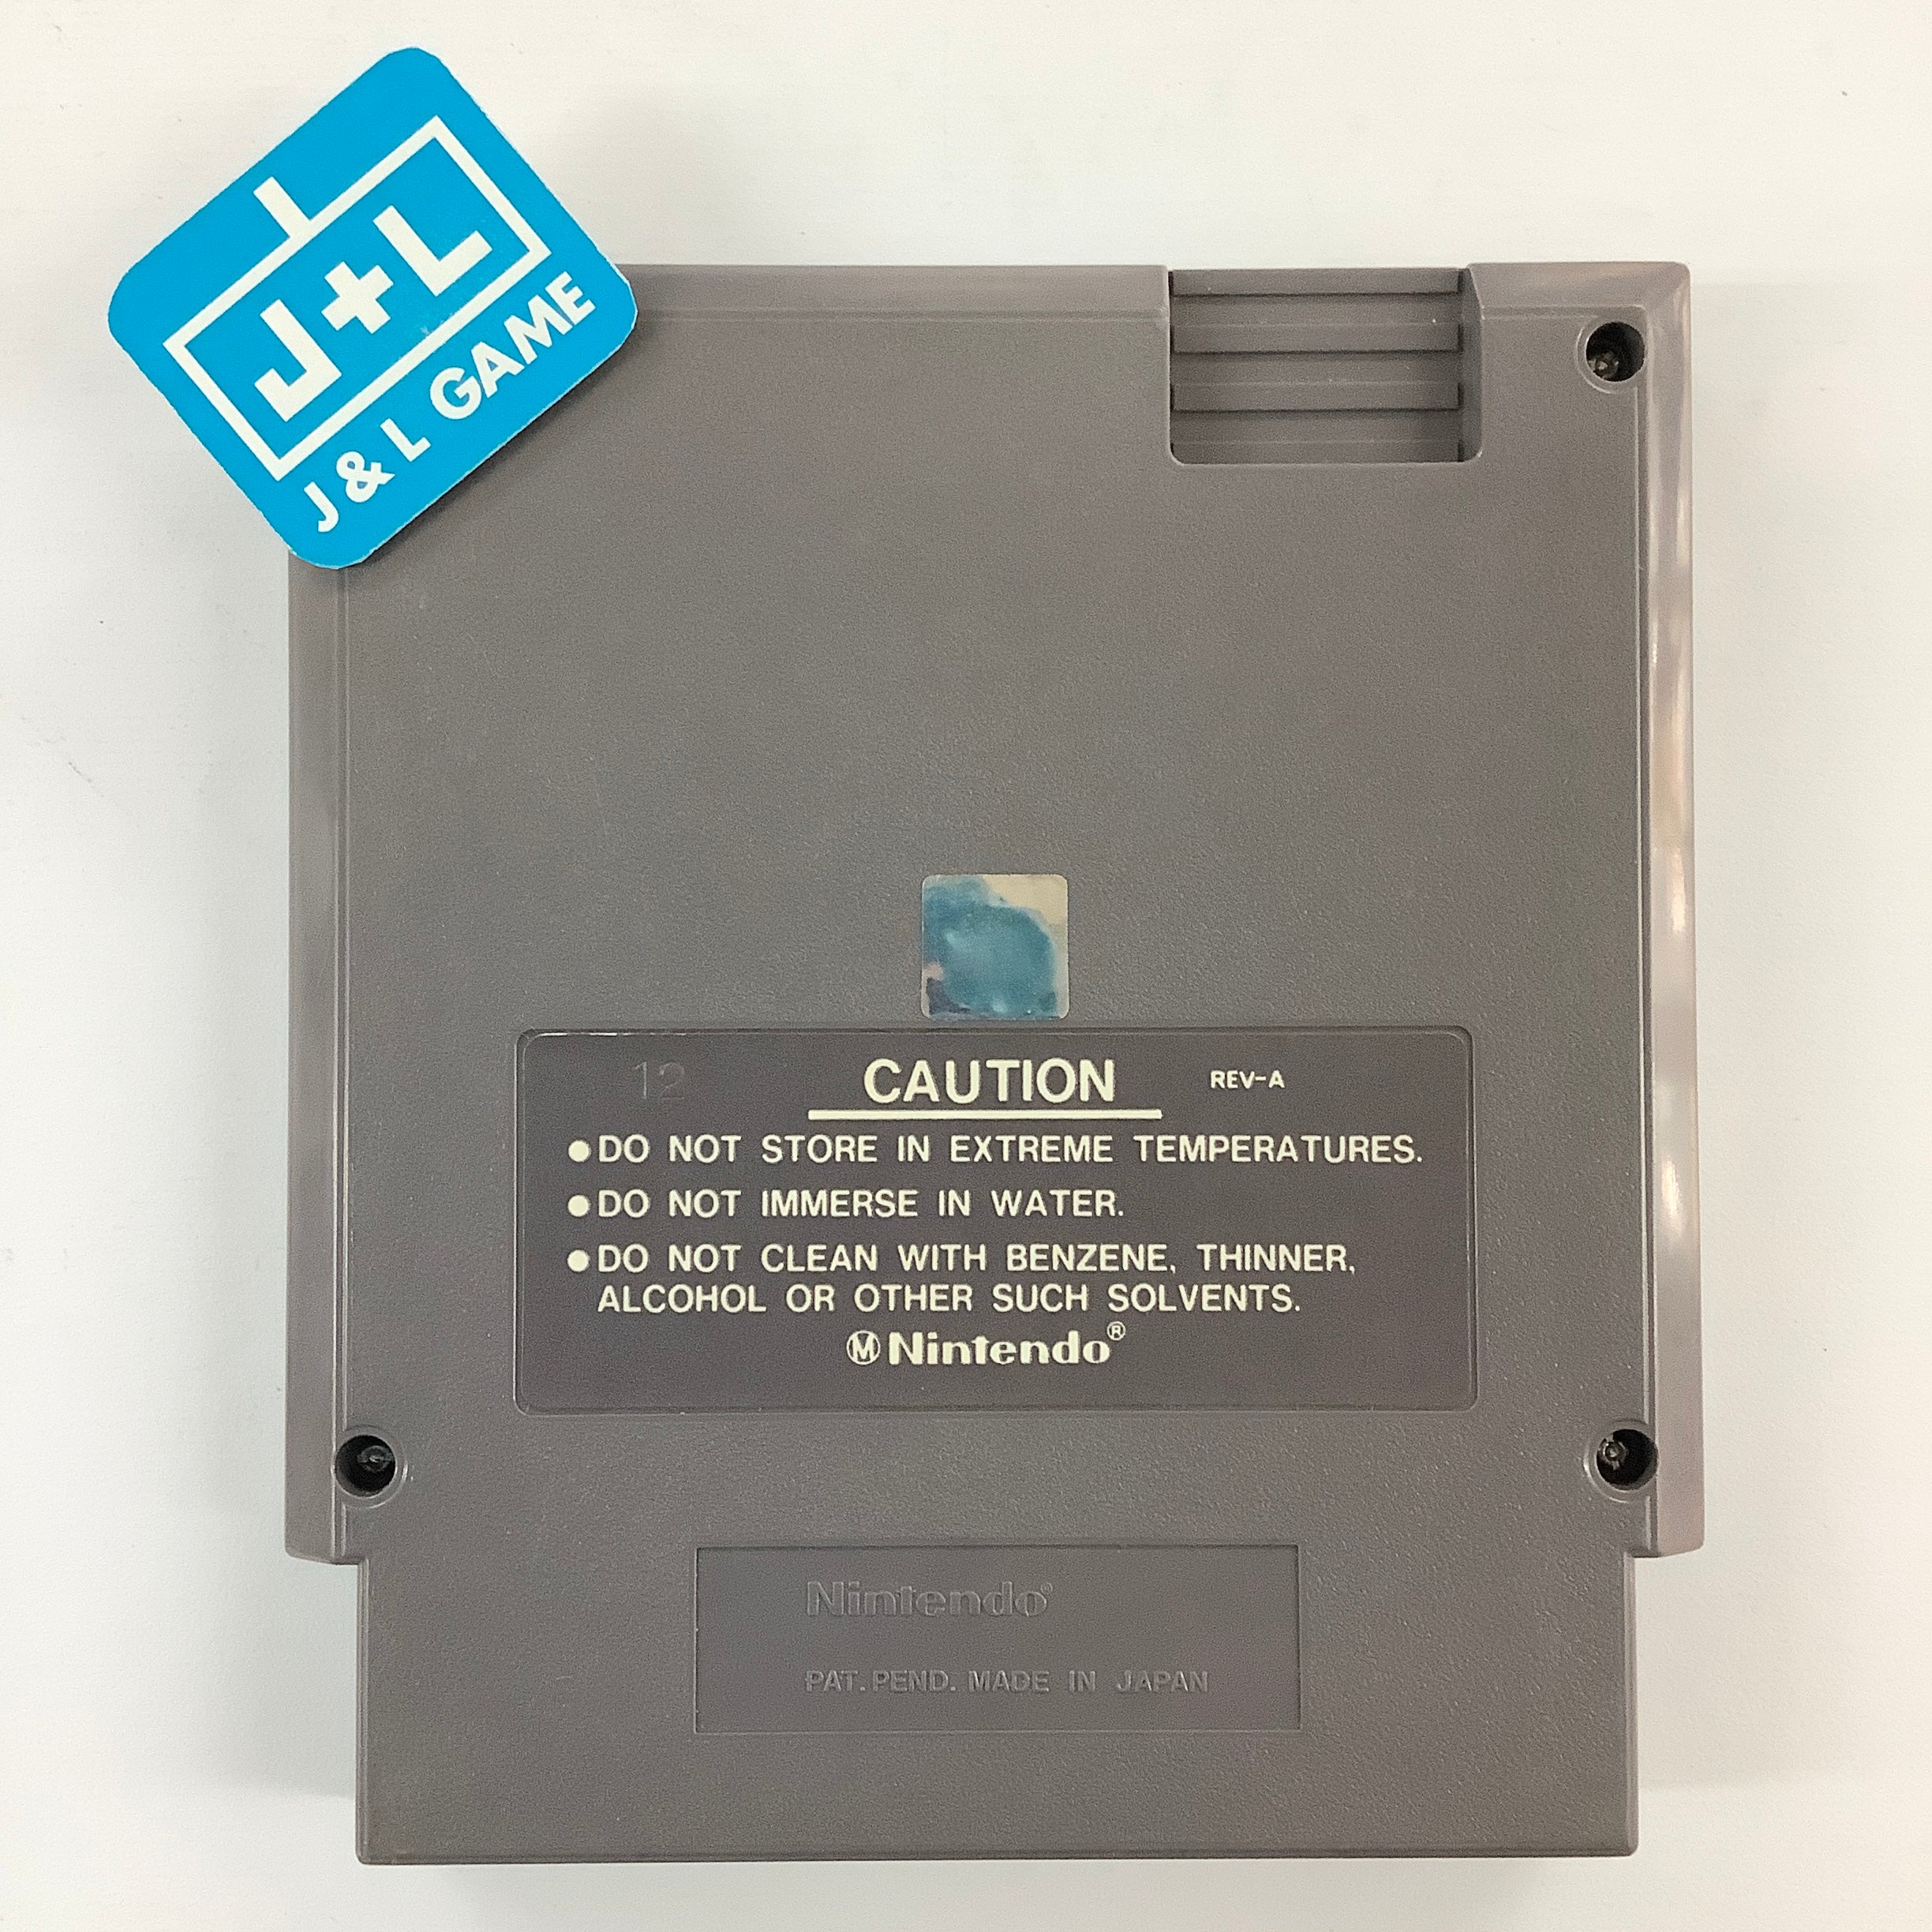 J+L
J & L GAME
12
CAUTION REV-A
●DO NOT STORE IN EXTREME TEMPERATURES.
●DO NOT IMMERSE IN WATER.
●DO NOT CLEAN WITH BENZENE, THINNER,
ALCOHOL OR OTHER SUCH SOLVENTS.
Ⓜ Nintendo®
Nintendo®
PAT. PEND. MADE IN JAPAN